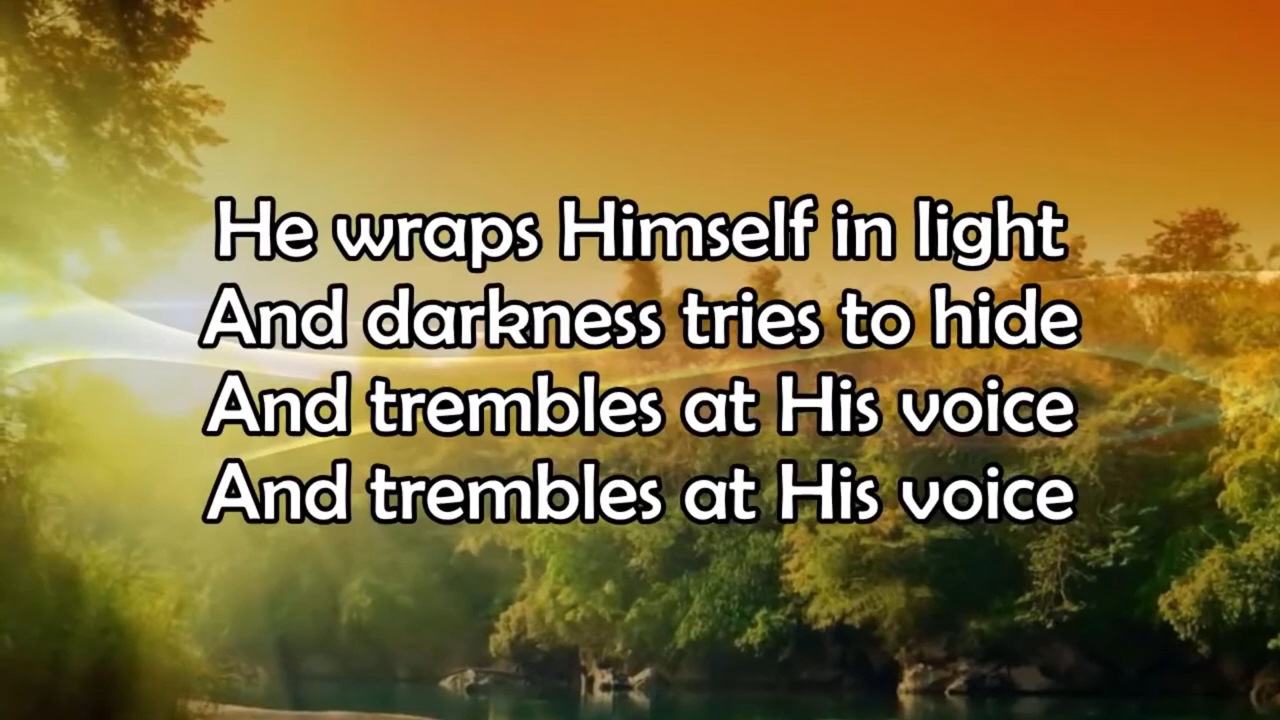 He wraps Himself in light
And darkness tries to hide
And trembles at His voice
And trembles at His voice